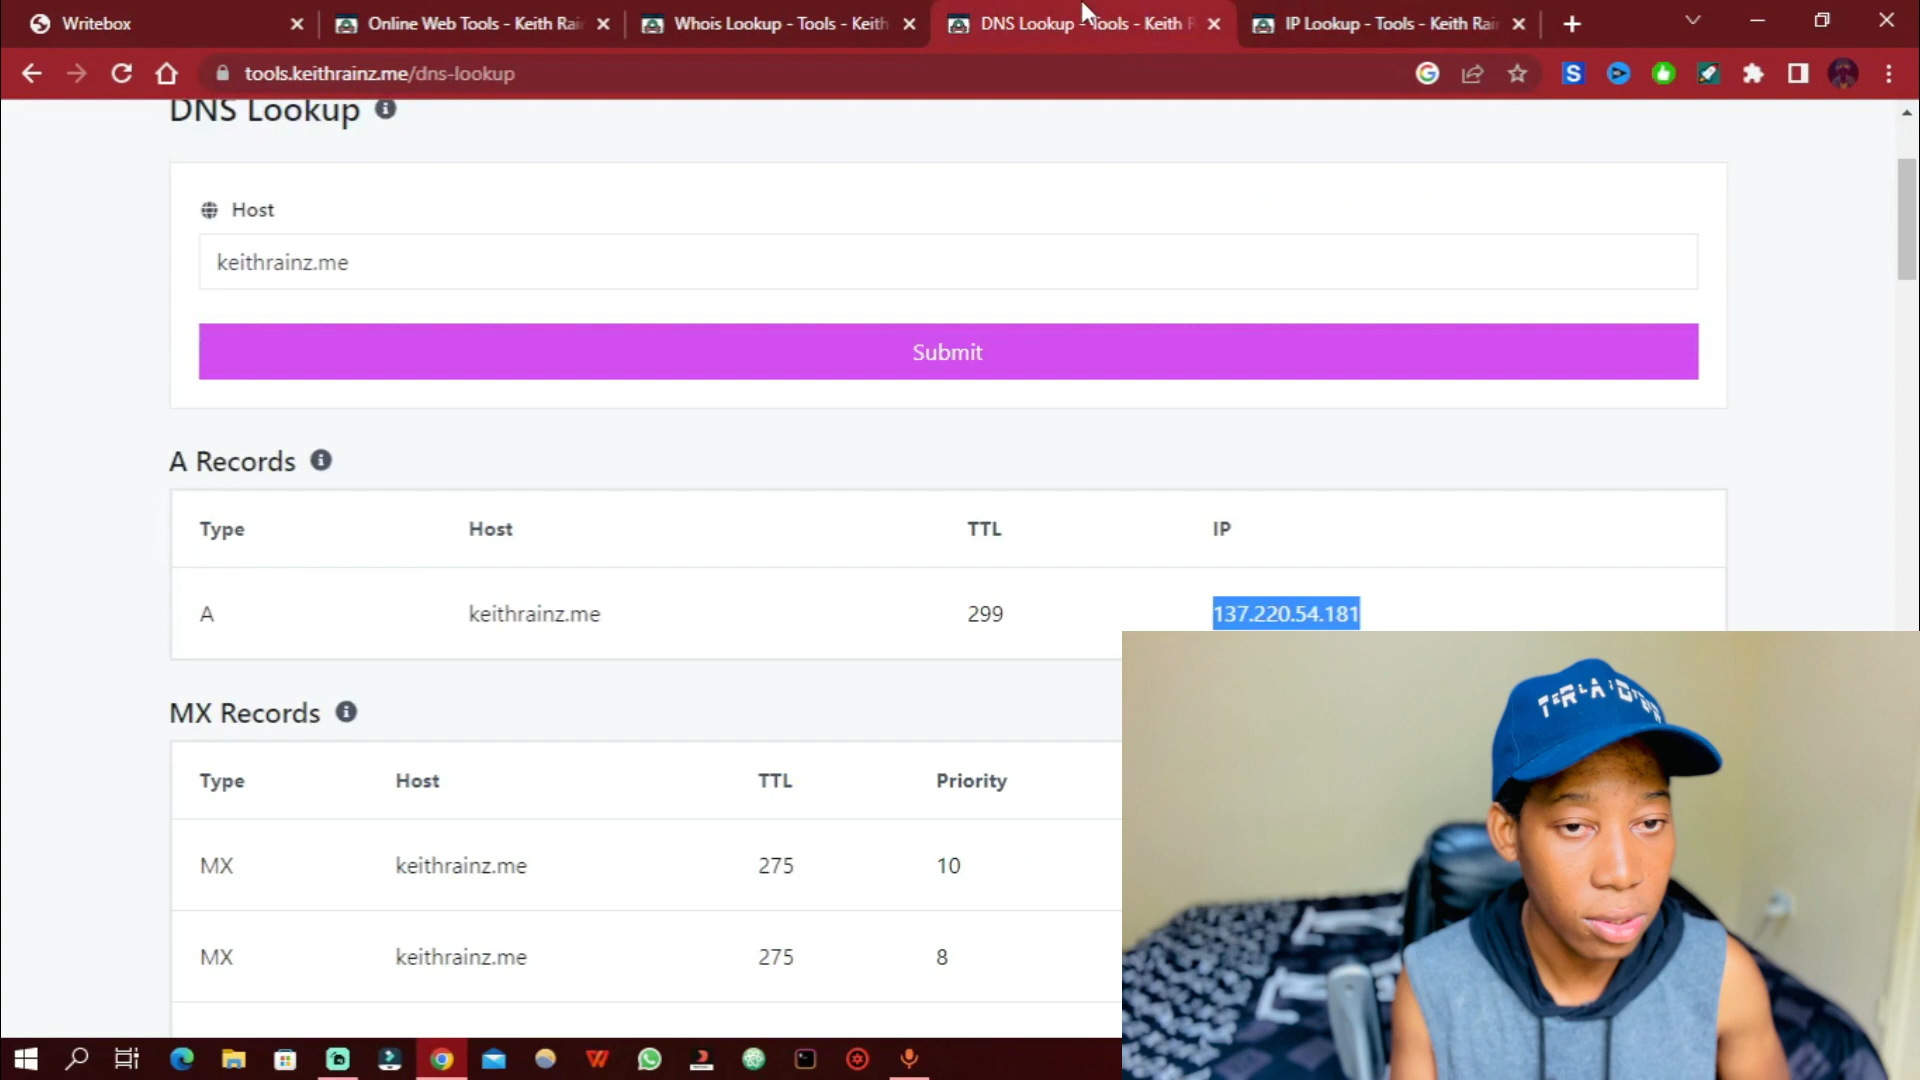 Writebox
Online Web Tools - Keith Rai
Whois Lookup - Tools - Keith
DNS Lookup - Tools - Keith R
IP Lookup - Tools - Keith Rai
tools.keithrainz.me/dns-lookup
DNS Lookup
Host
keithrainz.me
Submit
A Records
Type Host TTL IP
A keithrainz.me 299 137.220.54.181
MX Records
Type Host TTL Priority
MX keithrainz.me 275 10
MX keithrainz.me 275 8